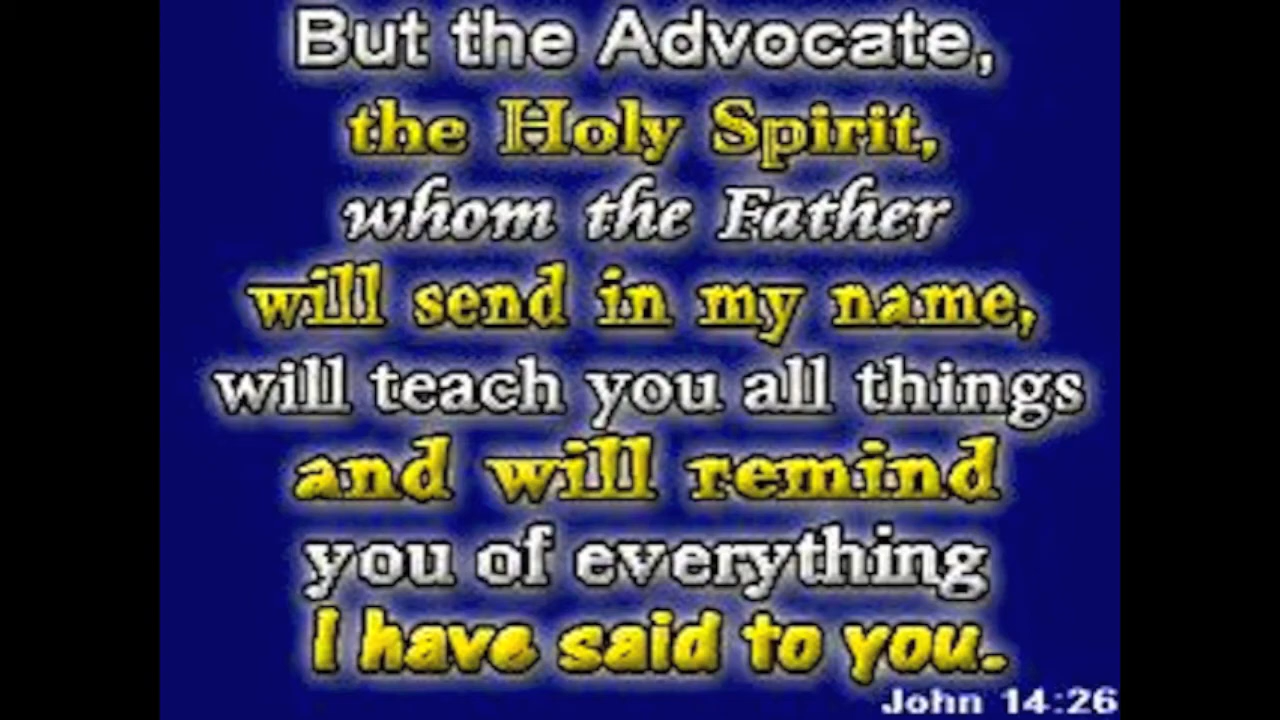 But the Advocate,
the Holy Spirit,
whom the Father
will send in my name,
will teach you all things
and will remind
you of everything
I have said to you.
John 14:26